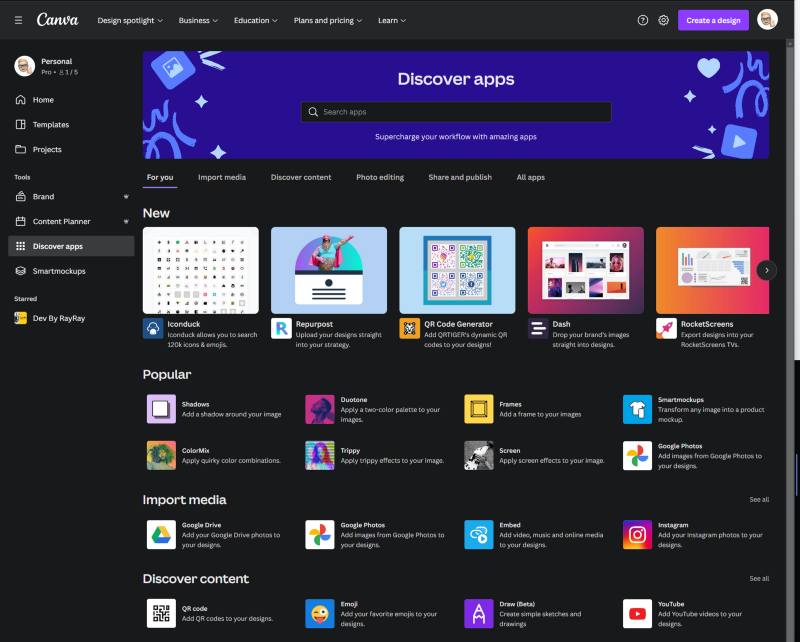 Canva
Design spotlight
Business
Education
Plans and pricing
Learn
Create a design
Personal
Pro • 1 / 5
Home
Templates
Projects
Tools
Brand
Content Planner
Discover apps
Smartmockups
Starred
Dev By RayRay
Discover apps
Search apps
Supercharge your workflow with amazing apps
For you
Import media
Discover content
Photo editing
Share and publish
All apps
New
Iconduck
Iconduck allows you to search
120k icons & emojis.
Repurpost
Upload your designs straight
into your strategy.
QR Code Generator
Add QRTIGER's dynamic QR
codes to your designs!
Dash
Drop your brand's images
straight into designs.
RocketScreens
Export designs into your
RocketScreens TVs.
Popular
Shadows
Add a shadow around your image
Duotone
Apply a two-color palette to your
images.
Frames
Add a frame to your images
Smartmockups
Transform any image into a product
mockup.
ColorMix
Apply quirky color combinations.
Trippy
Apply trippy effects to your image.
Screen
Apply screen effects to your image.
Google Photos
Add images from Google Photos to
your designs.
Import media
See all
Google Drive
Add your Google Drive photos to
your designs.
Google Photos
Add images from Google Photos to
your designs.
Embed
Add video, music and online media
to your designs.
Instagram
Add your Instagram photos to your
designs.
Discover content
See all
QR code
Add QR codes to your designs.
Emoji
Add your favorite emojis to your
designs.
Draw (Beta)
Create simple sketches and
drawings
YouTube
Add YouTube videos to your
designs.